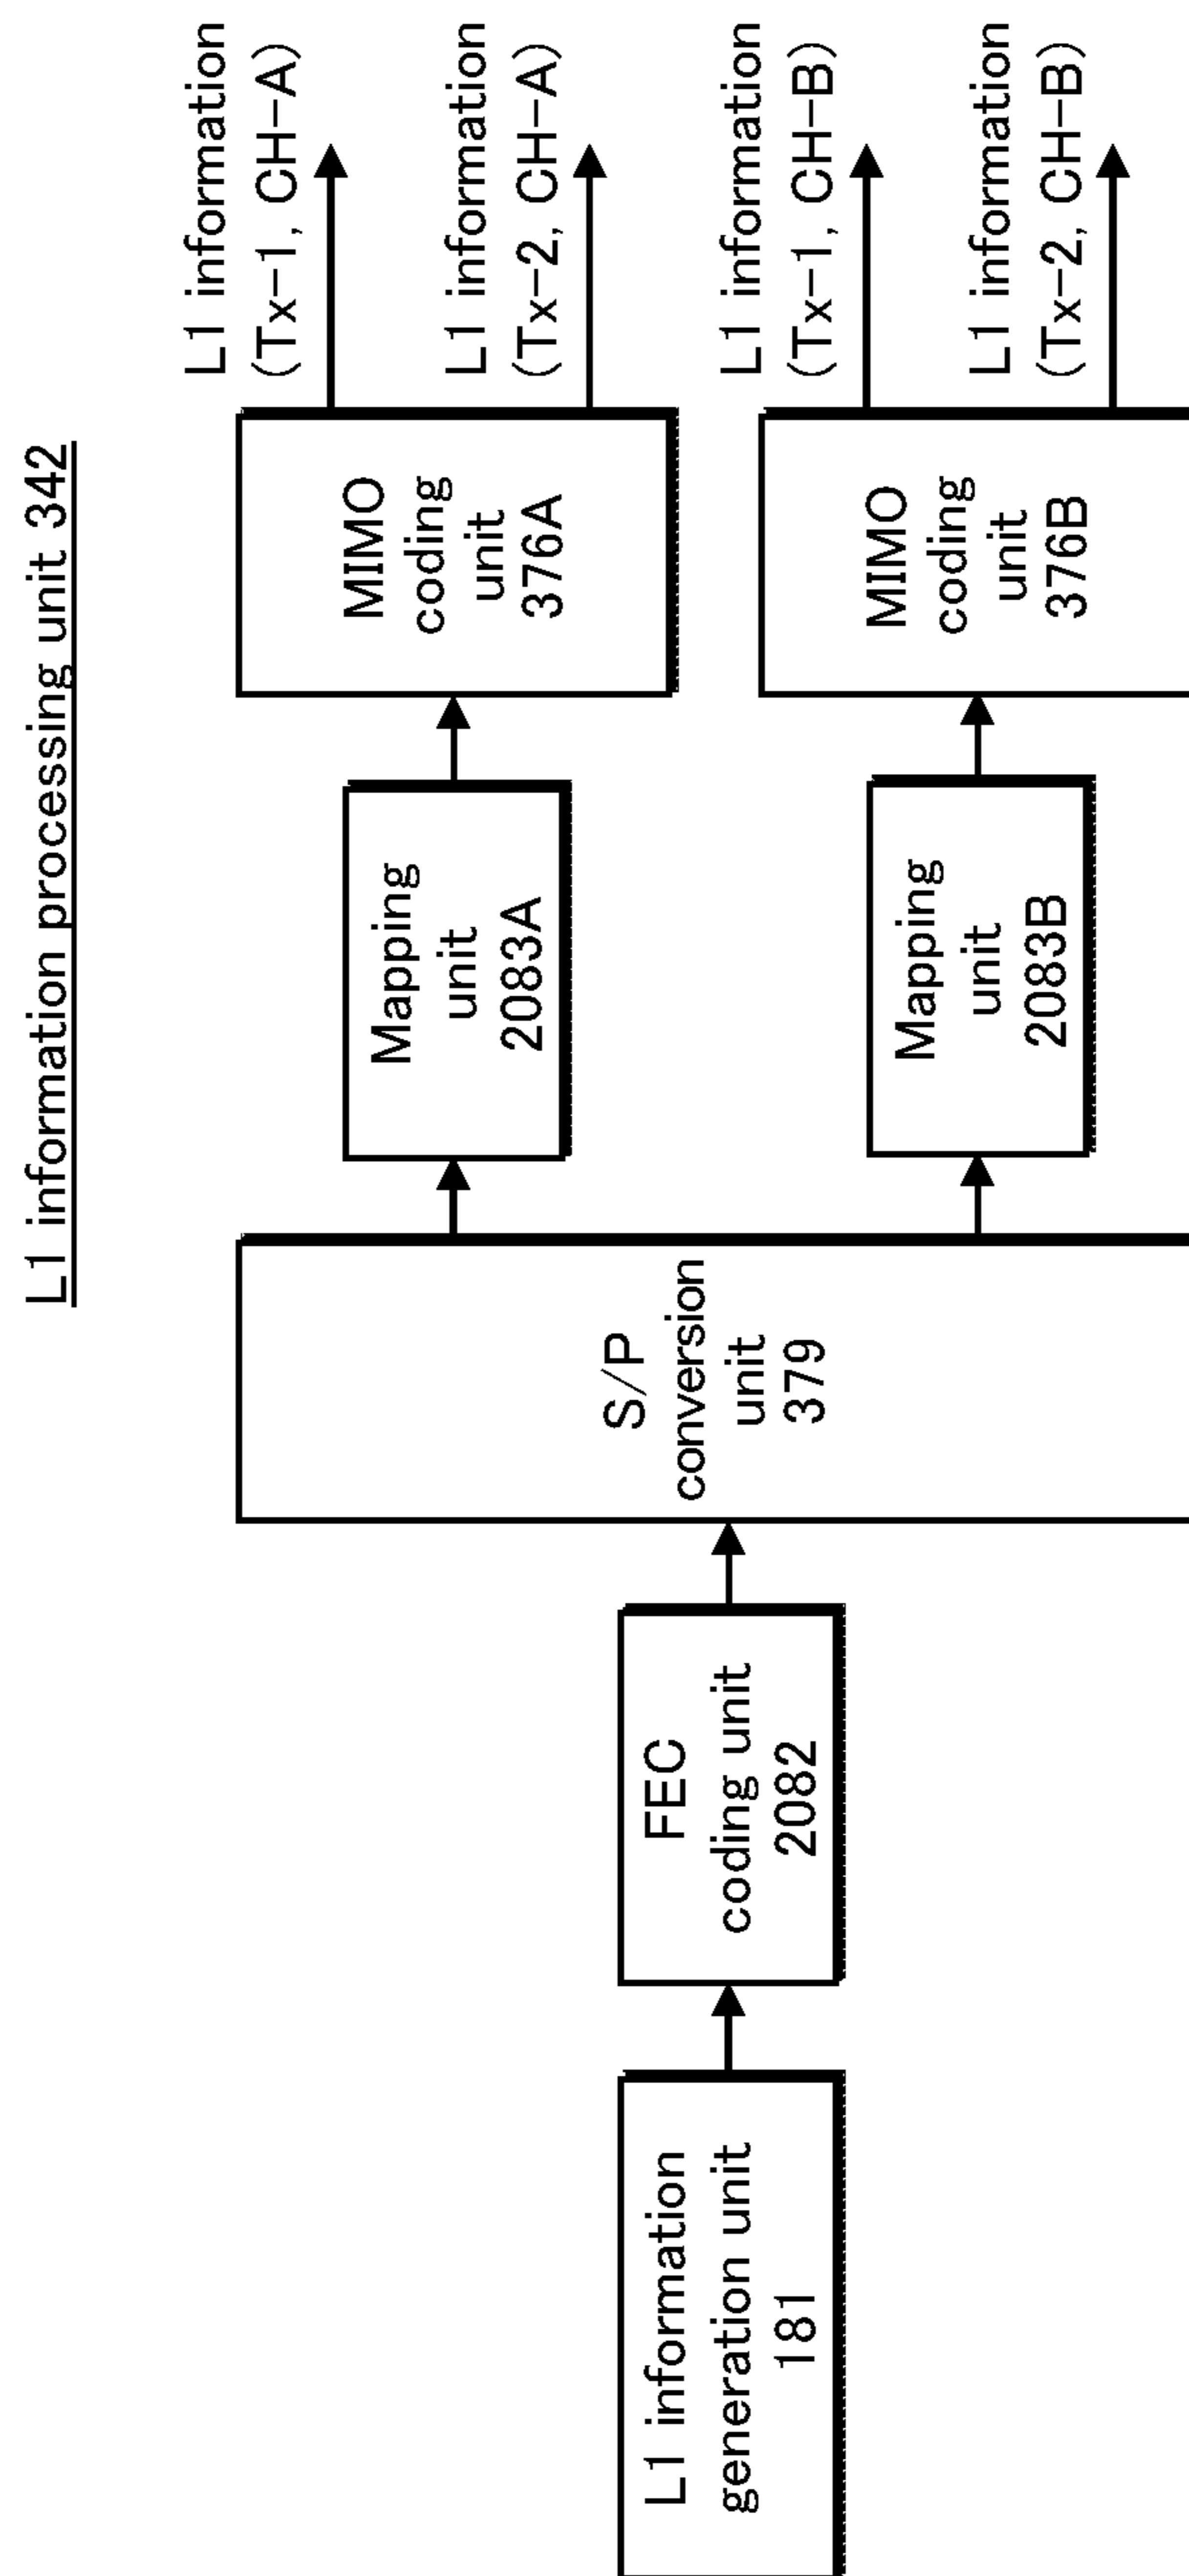 L1 information processing unit 342
L1 information
generation unit
181
FEC
coding unit
2082
S/P
conversion
unit
379
Mapping
unit
2083A
MIMO
coding
unit
376A
L1 information
(Tx-1, CH-A)
L1 information
(Tx-2, CH-A)
Mapping
unit
2083B
MIMO
coding
unit
376B
L1 information
(Tx-1, CH-B)
L1 information
(Tx-2, CH-B)